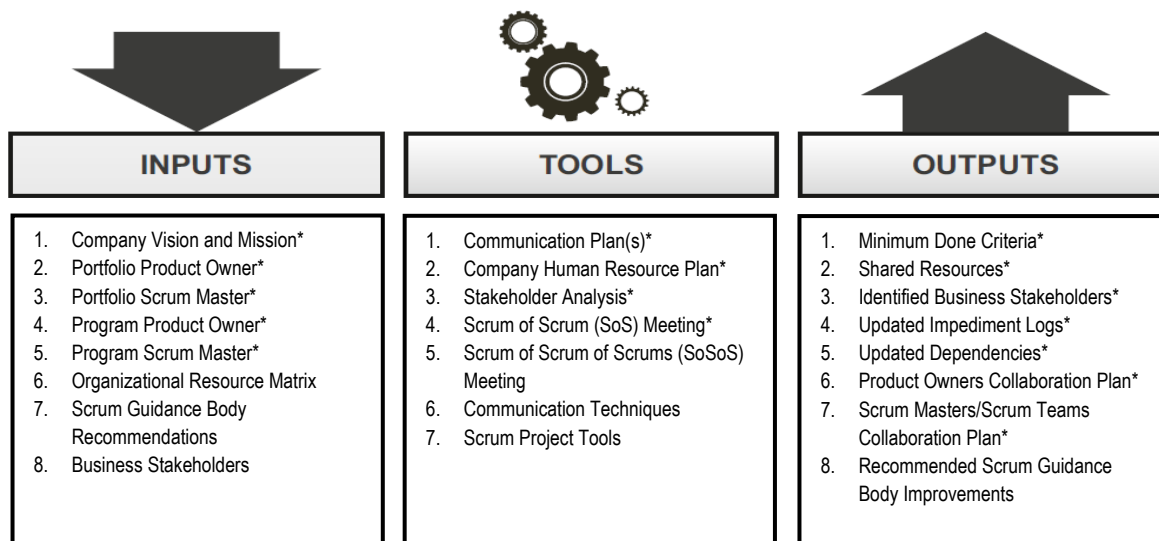 INPUTS
1. Company Vision and Mission*
2. Portfolio Product Owner*
3. Portfolio Scrum Master*
4. Program Product Owner*
5. Program Scrum Master*
6. Organizational Resource Matrix
7. Scrum Guidance Body
Recommendations
8. Business Stakeholders
TOOLS
1. Communication Plan(s)*
2. Company Human Resource Plan*
3. Stakeholder Analysis*
4. Scrum of Scrum (SoS) Meeting*
5. Scrum of Scrum of Scrums (SoSoS)
Meeting
6. Communication Techniques
7. Scrum Project Tools
OUTPUTS
1. Minimum Done Criteria*
2. Shared Resources*
3. Identified Business Stakeholders*
4. Updated Impediment Logs*
5. Updated Dependencies*
6. Product Owners Collaboration Plan*
7. Scrum Masters/Scrum Teams
Collaboration Plan*
8. Recommended Scrum Guidance
Body Improvements